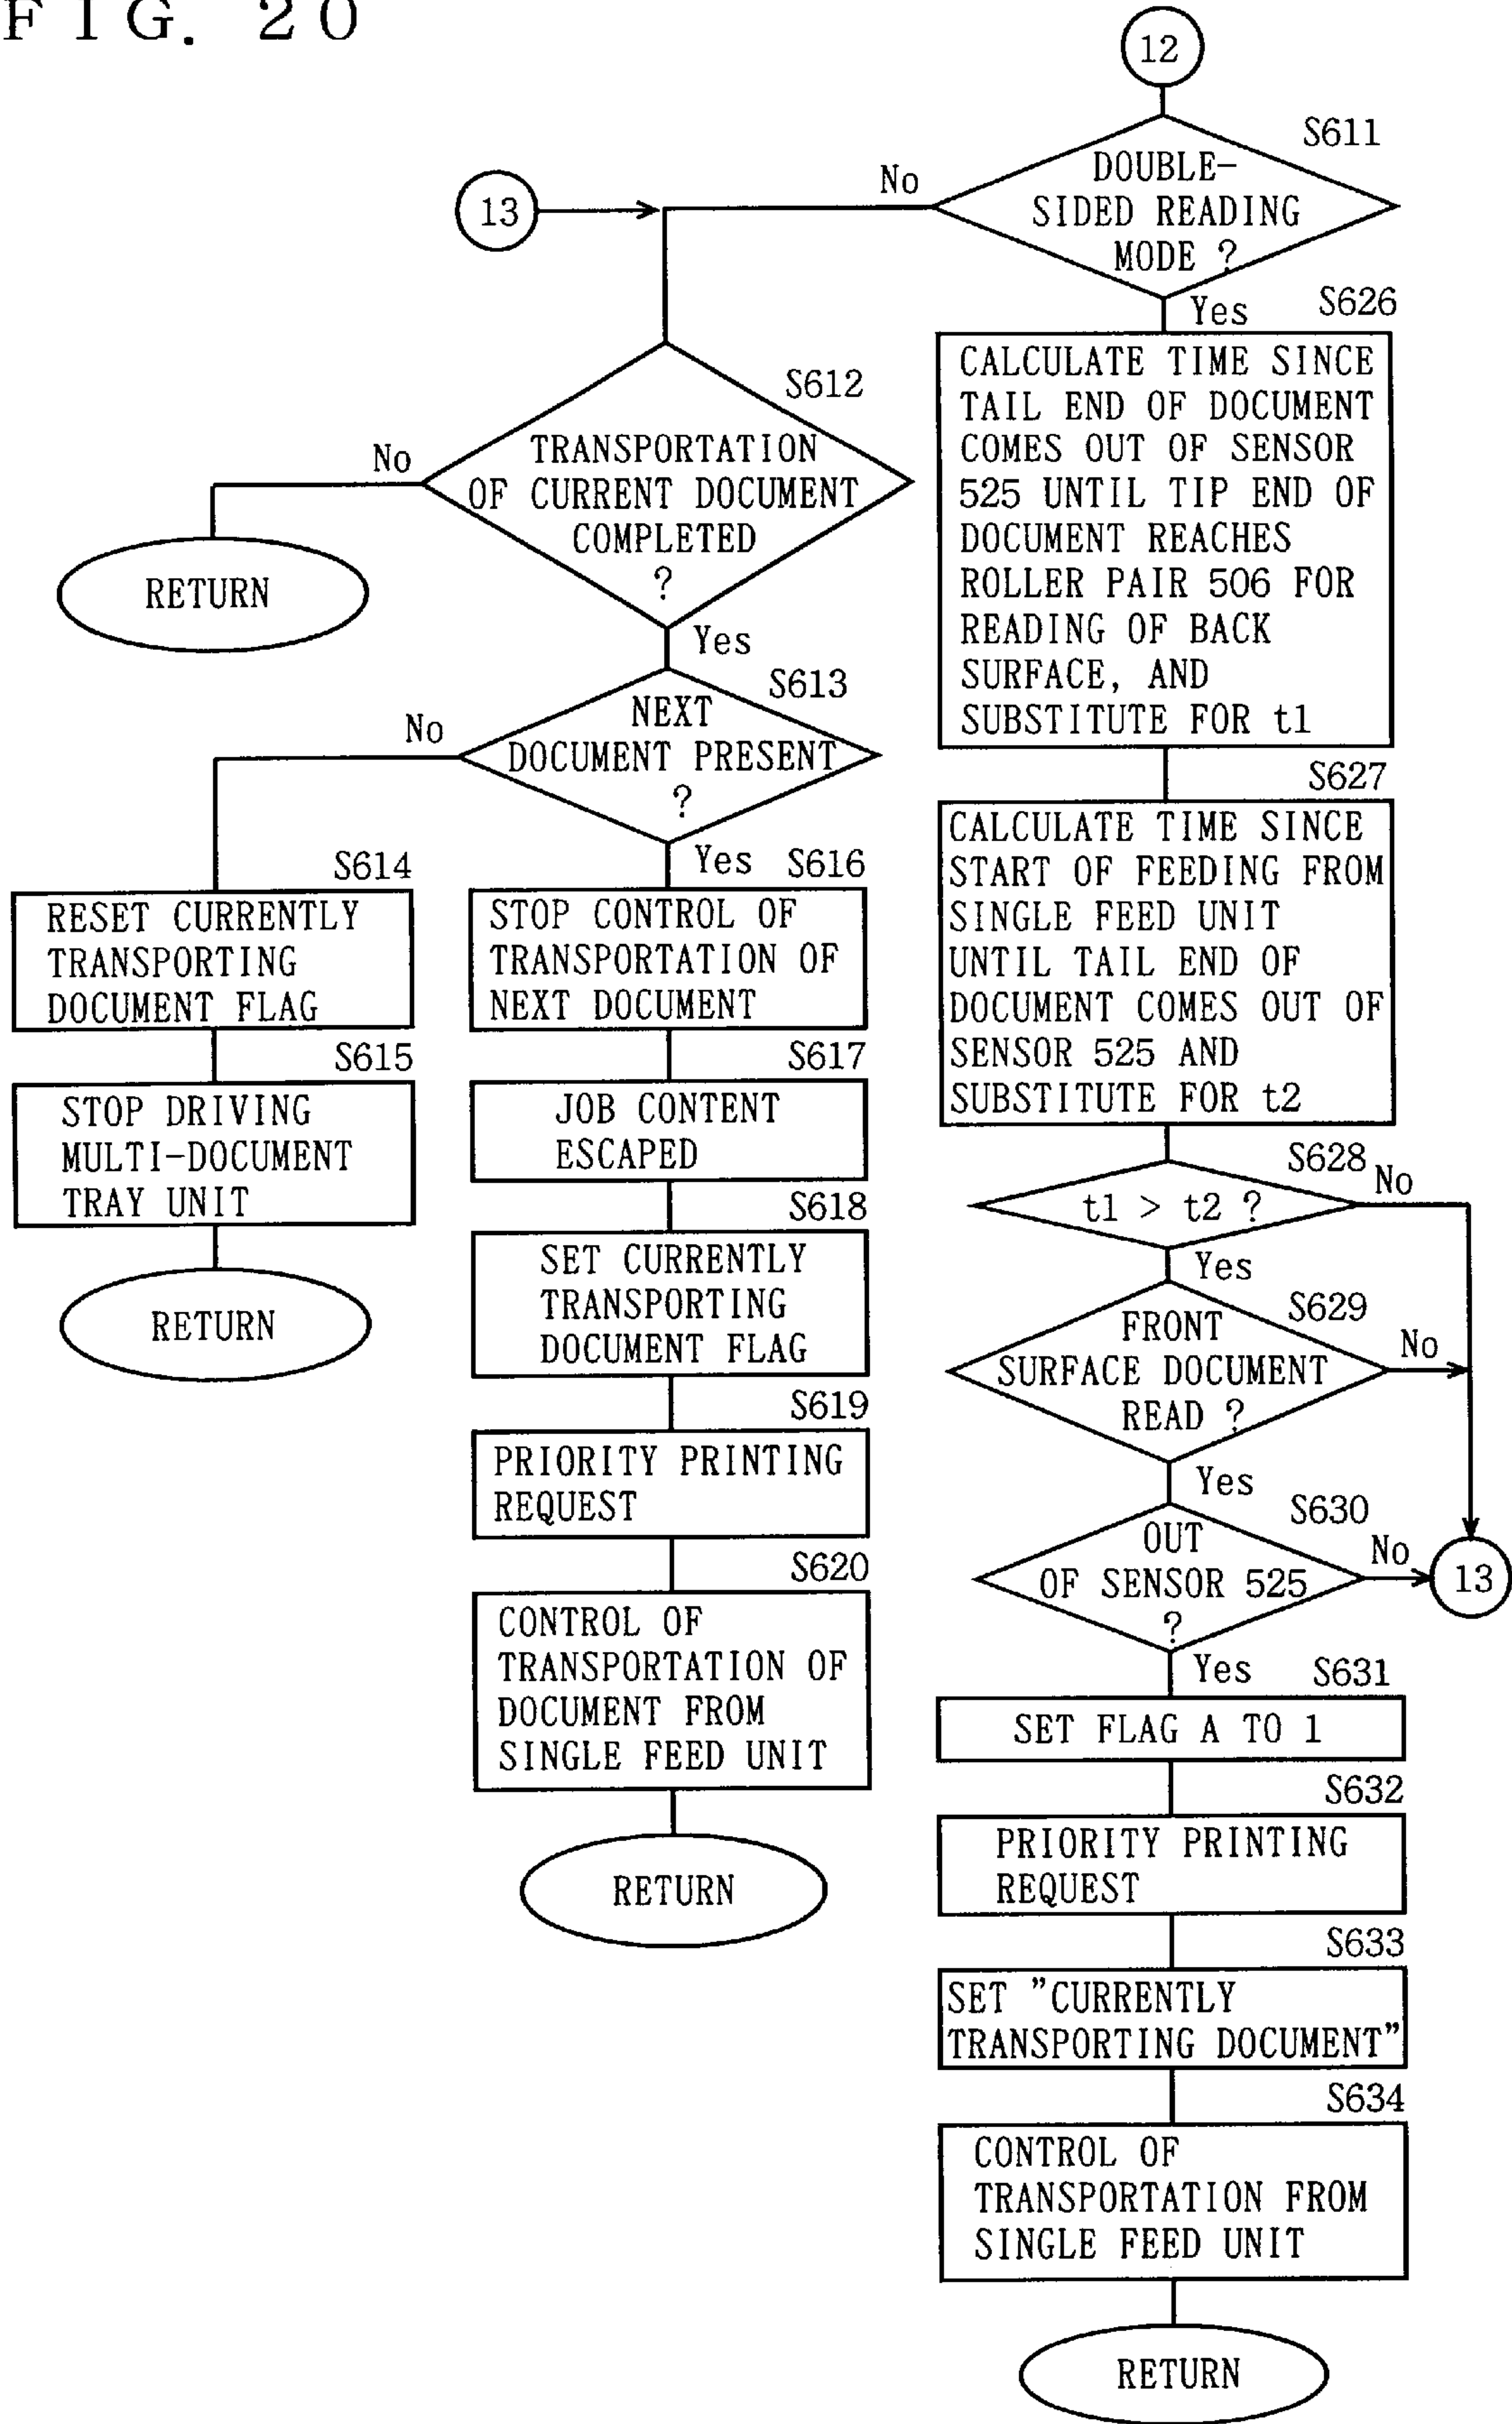 FIG. 20
12
S611
DOUBLE-
SIDED READING
MODE ?
No
13
Yes
S626
CALCULATE TIME SINCE
TAIL END OF DOCUMENT
COMES OUT OF SENSOR
525 UNTIL TIP END OF
DOCUMENT REACHES
ROLLER PAIR 506 FOR
READING OF BACK
SURFACE, AND
SUBSTITUTE FOR t1
S612
TRANSPORTATION
OF CURRENT DOCUMENT
COMPLETED
?
No
RETURN
Yes
S613
NEXT
DOCUMENT PRESENT
?
No
S614
RESET CURRENTLY
TRANSPORTING
DOCUMENT FLAG
S615
STOP DRIVING
MULTI-DOCUMENT
TRAY UNIT
RETURN
Yes
S616
STOP CONTROL OF
TRANSPORTATION OF
NEXT DOCUMENT
S617
JOB CONTENT
ESCAPED
S618
SET CURRENTLY
TRANSPORTING
DOCUMENT FLAG
S619
PRIORITY PRINTING
REQUEST
S620
CONTROL OF
TRANSPORTATION OF
DOCUMENT FROM
SINGLE FEED UNIT
RETURN
S627
CALCULATE TIME SINCE
START OF FEEDING FROM
SINGLE FEED UNIT
UNTIL TAIL END OF
DOCUMENT COMES OUT OF
SENSOR 525 AND
SUBSTITUTE FOR t2
S628
t1 > t2 ?
No
Yes
S629
FRONT
SURFACE DOCUMENT
READ ?
No
Yes
S630
OUT
OF SENSOR 525
?
No
13
Yes
S631
SET FLAG A TO 1
S632
PRIORITY PRINTING
REQUEST
S633
SET "CURRENTLY
TRANSPORTING DOCUMENT"
S634
CONTROL OF
TRANSPORTATION FROM
SINGLE FEED UNIT
RETURN